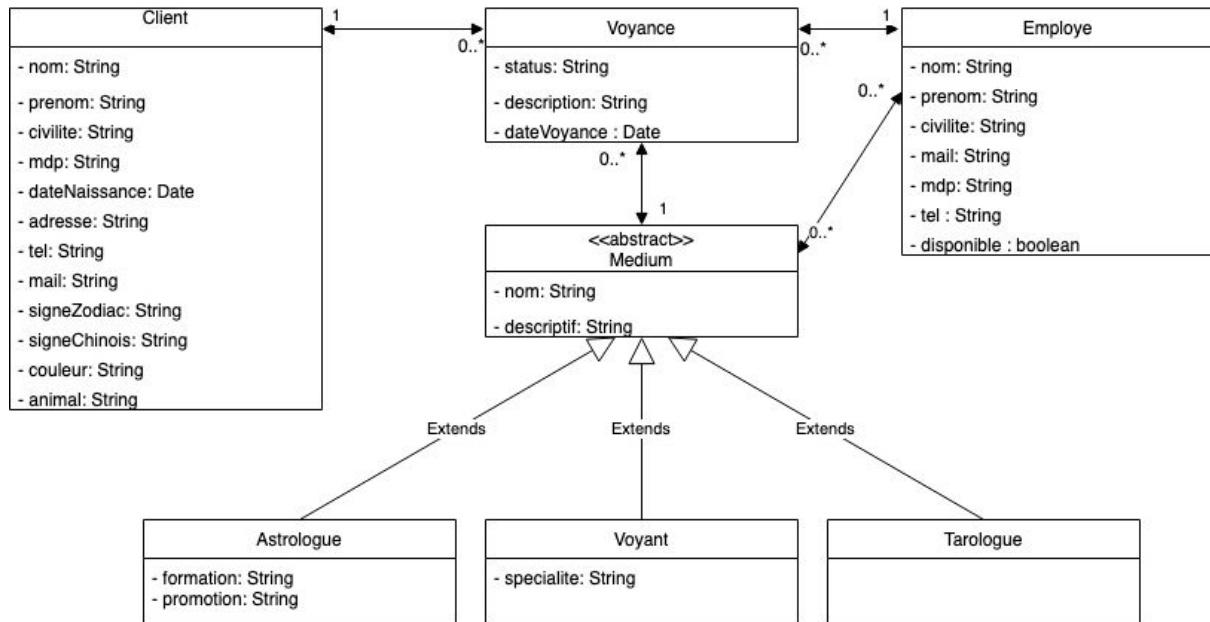 Client
- nom: String
- prenom: String
- civilite: String
- mdp: String
- dateNaissance: Date
- adresse: String
- tel: String
- mail: String
- signeZodiac: String
- signeChinois: String
- couleur: String
- animal: String
1
0..*
Voyance
- status: String
- description: String
- dateVoyance : Date
1
0..*
Employe
- nom: String
- prenom: String
- civilite: String
- mail: String
- mdp: String
- tel : String
- disponible : boolean
0..*
0..*
0..*
1
<<abstract>>
Medium
- nom: String
- descriptif: String
Extends
Extends
Extends
Astrologue
- formation: String
- promotion: String
Voyant
- specialite: String
Tarologue